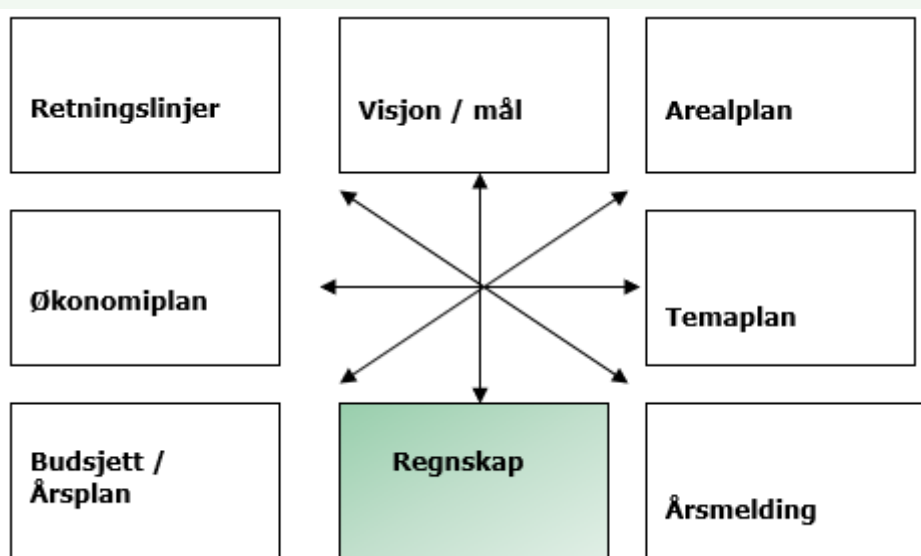 Retningslinjer
Visjon / mål
Arealplan
Økonomiplan
Temaplan
Budsjett /
Årsplan
Regnskap
Årsmelding